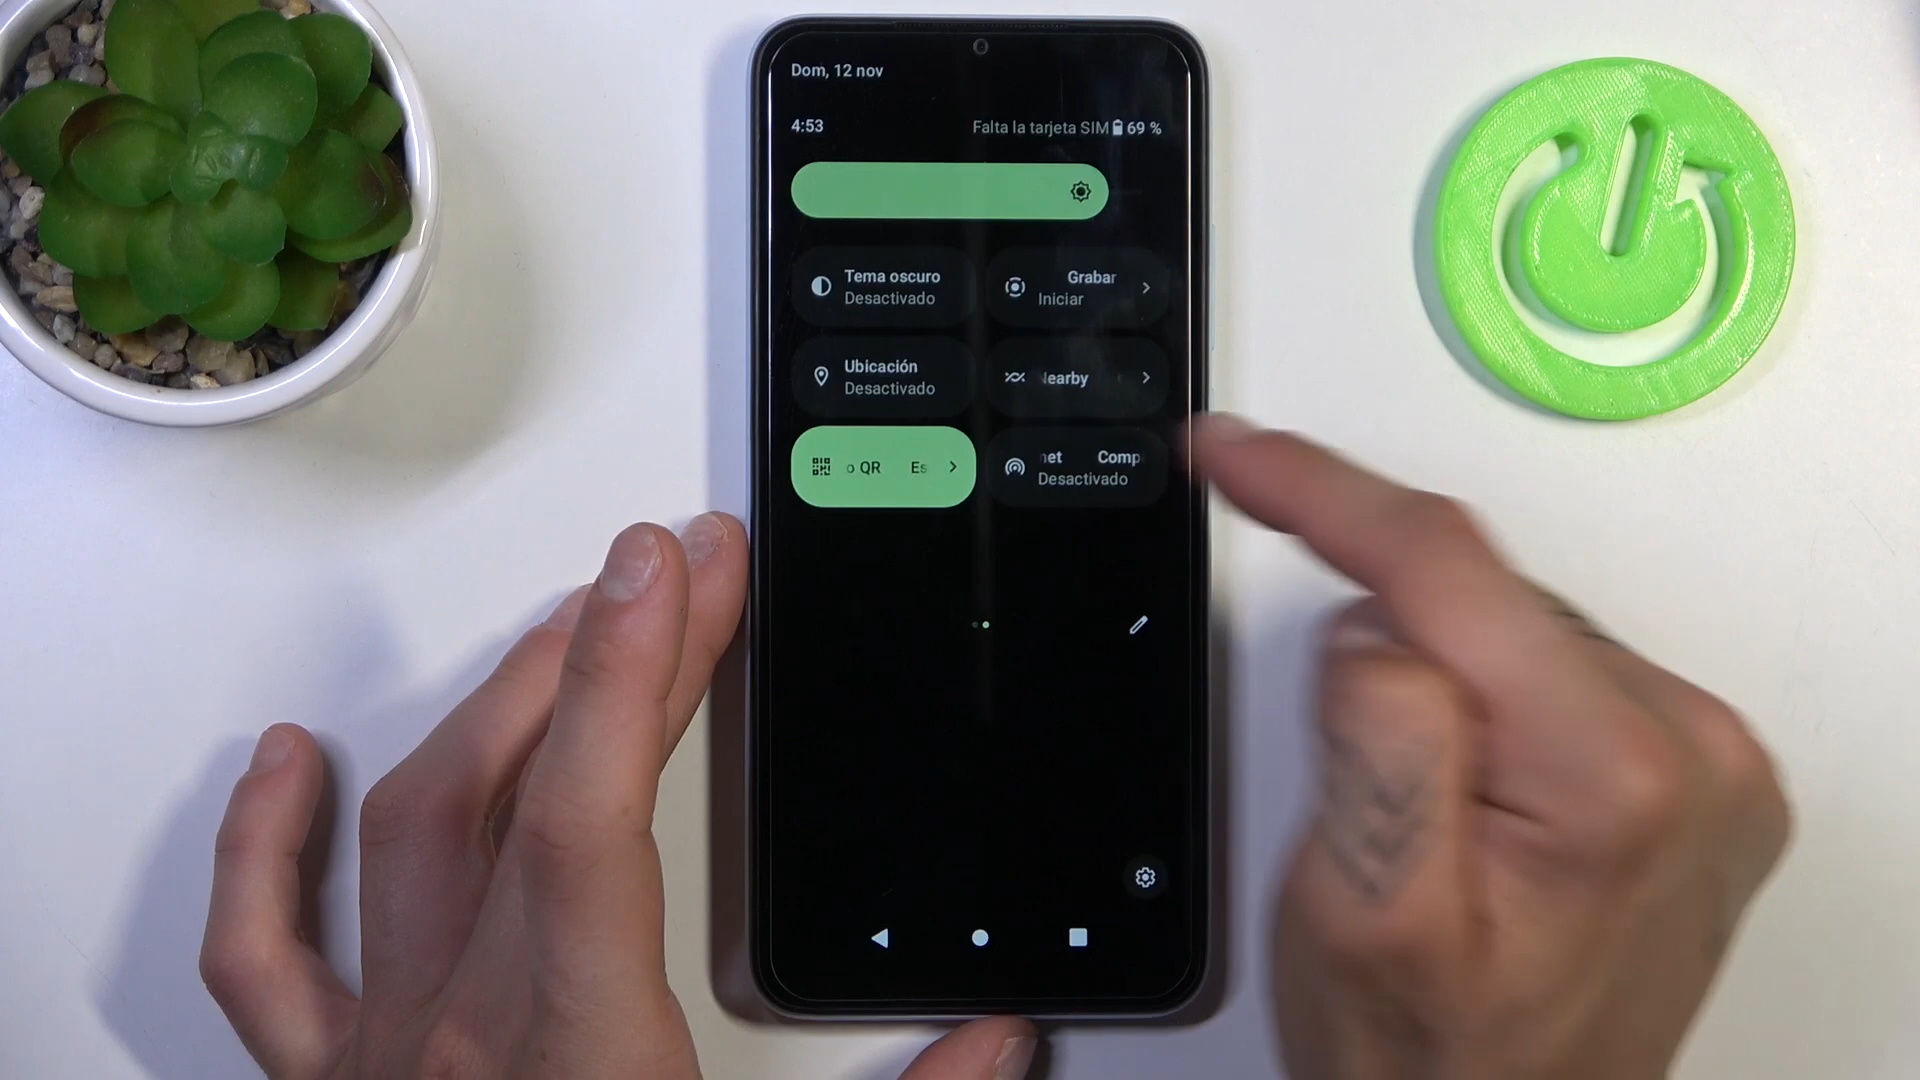 Dom, 12 nov
4:53
Falta la tarjeta SIM 69 %
Tema oscuro
Desactivado
Grabar
Iniciar
Ubicación
Desactivado
Nearby
o QR Es
net Comp
Desactivado